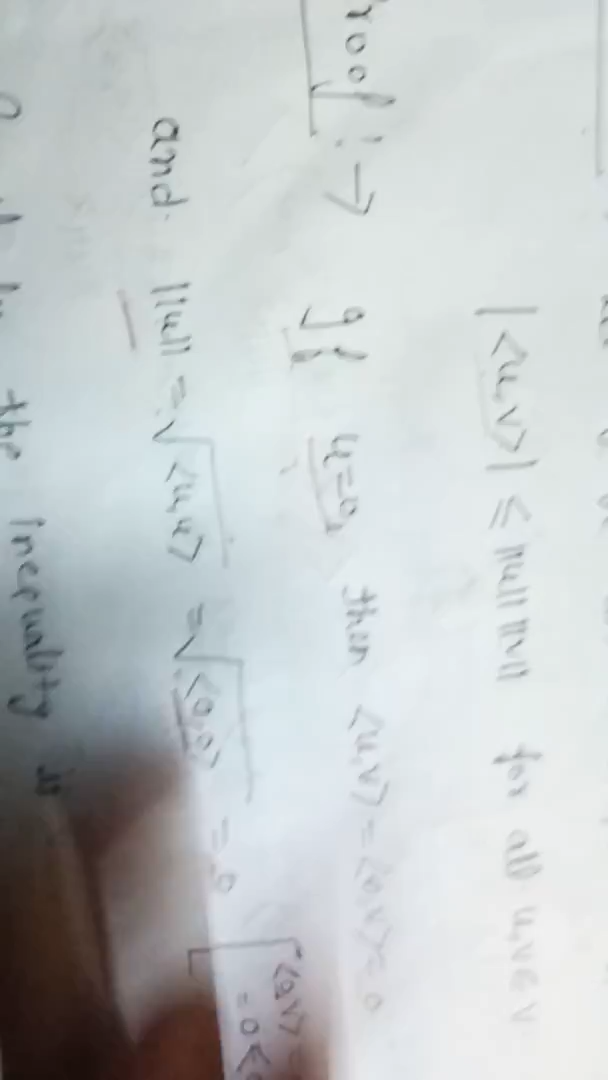 |<u,v>| ≤ ||u|| ||v|| for all u,v∈V
Proof :→ If u=0, then <u,v> = <0,v> = 0
and ||u|| = √<u,u> = √<0,0> = 0
the inequality is